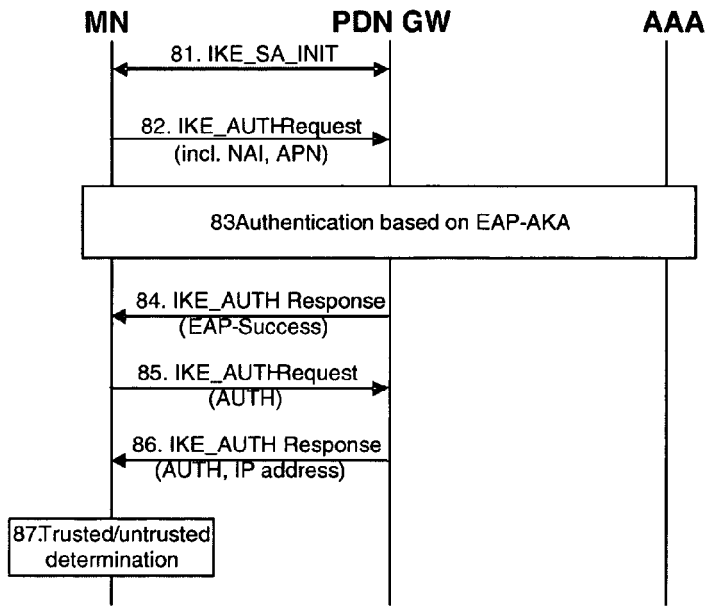 MN PDN GW AAA
81. IKE_SA_INIT
82. IKE_AUTHRequest
(incl. NAI, APN)
83Authentication based on EAP-AKA
84. IKE_AUTH Response
(EAP-Success)
85. IKE_AUTHRequest
(AUTH)
86. IKE_AUTH Response
(AUTH, IP address)
87.Trusted/untrusted
determination